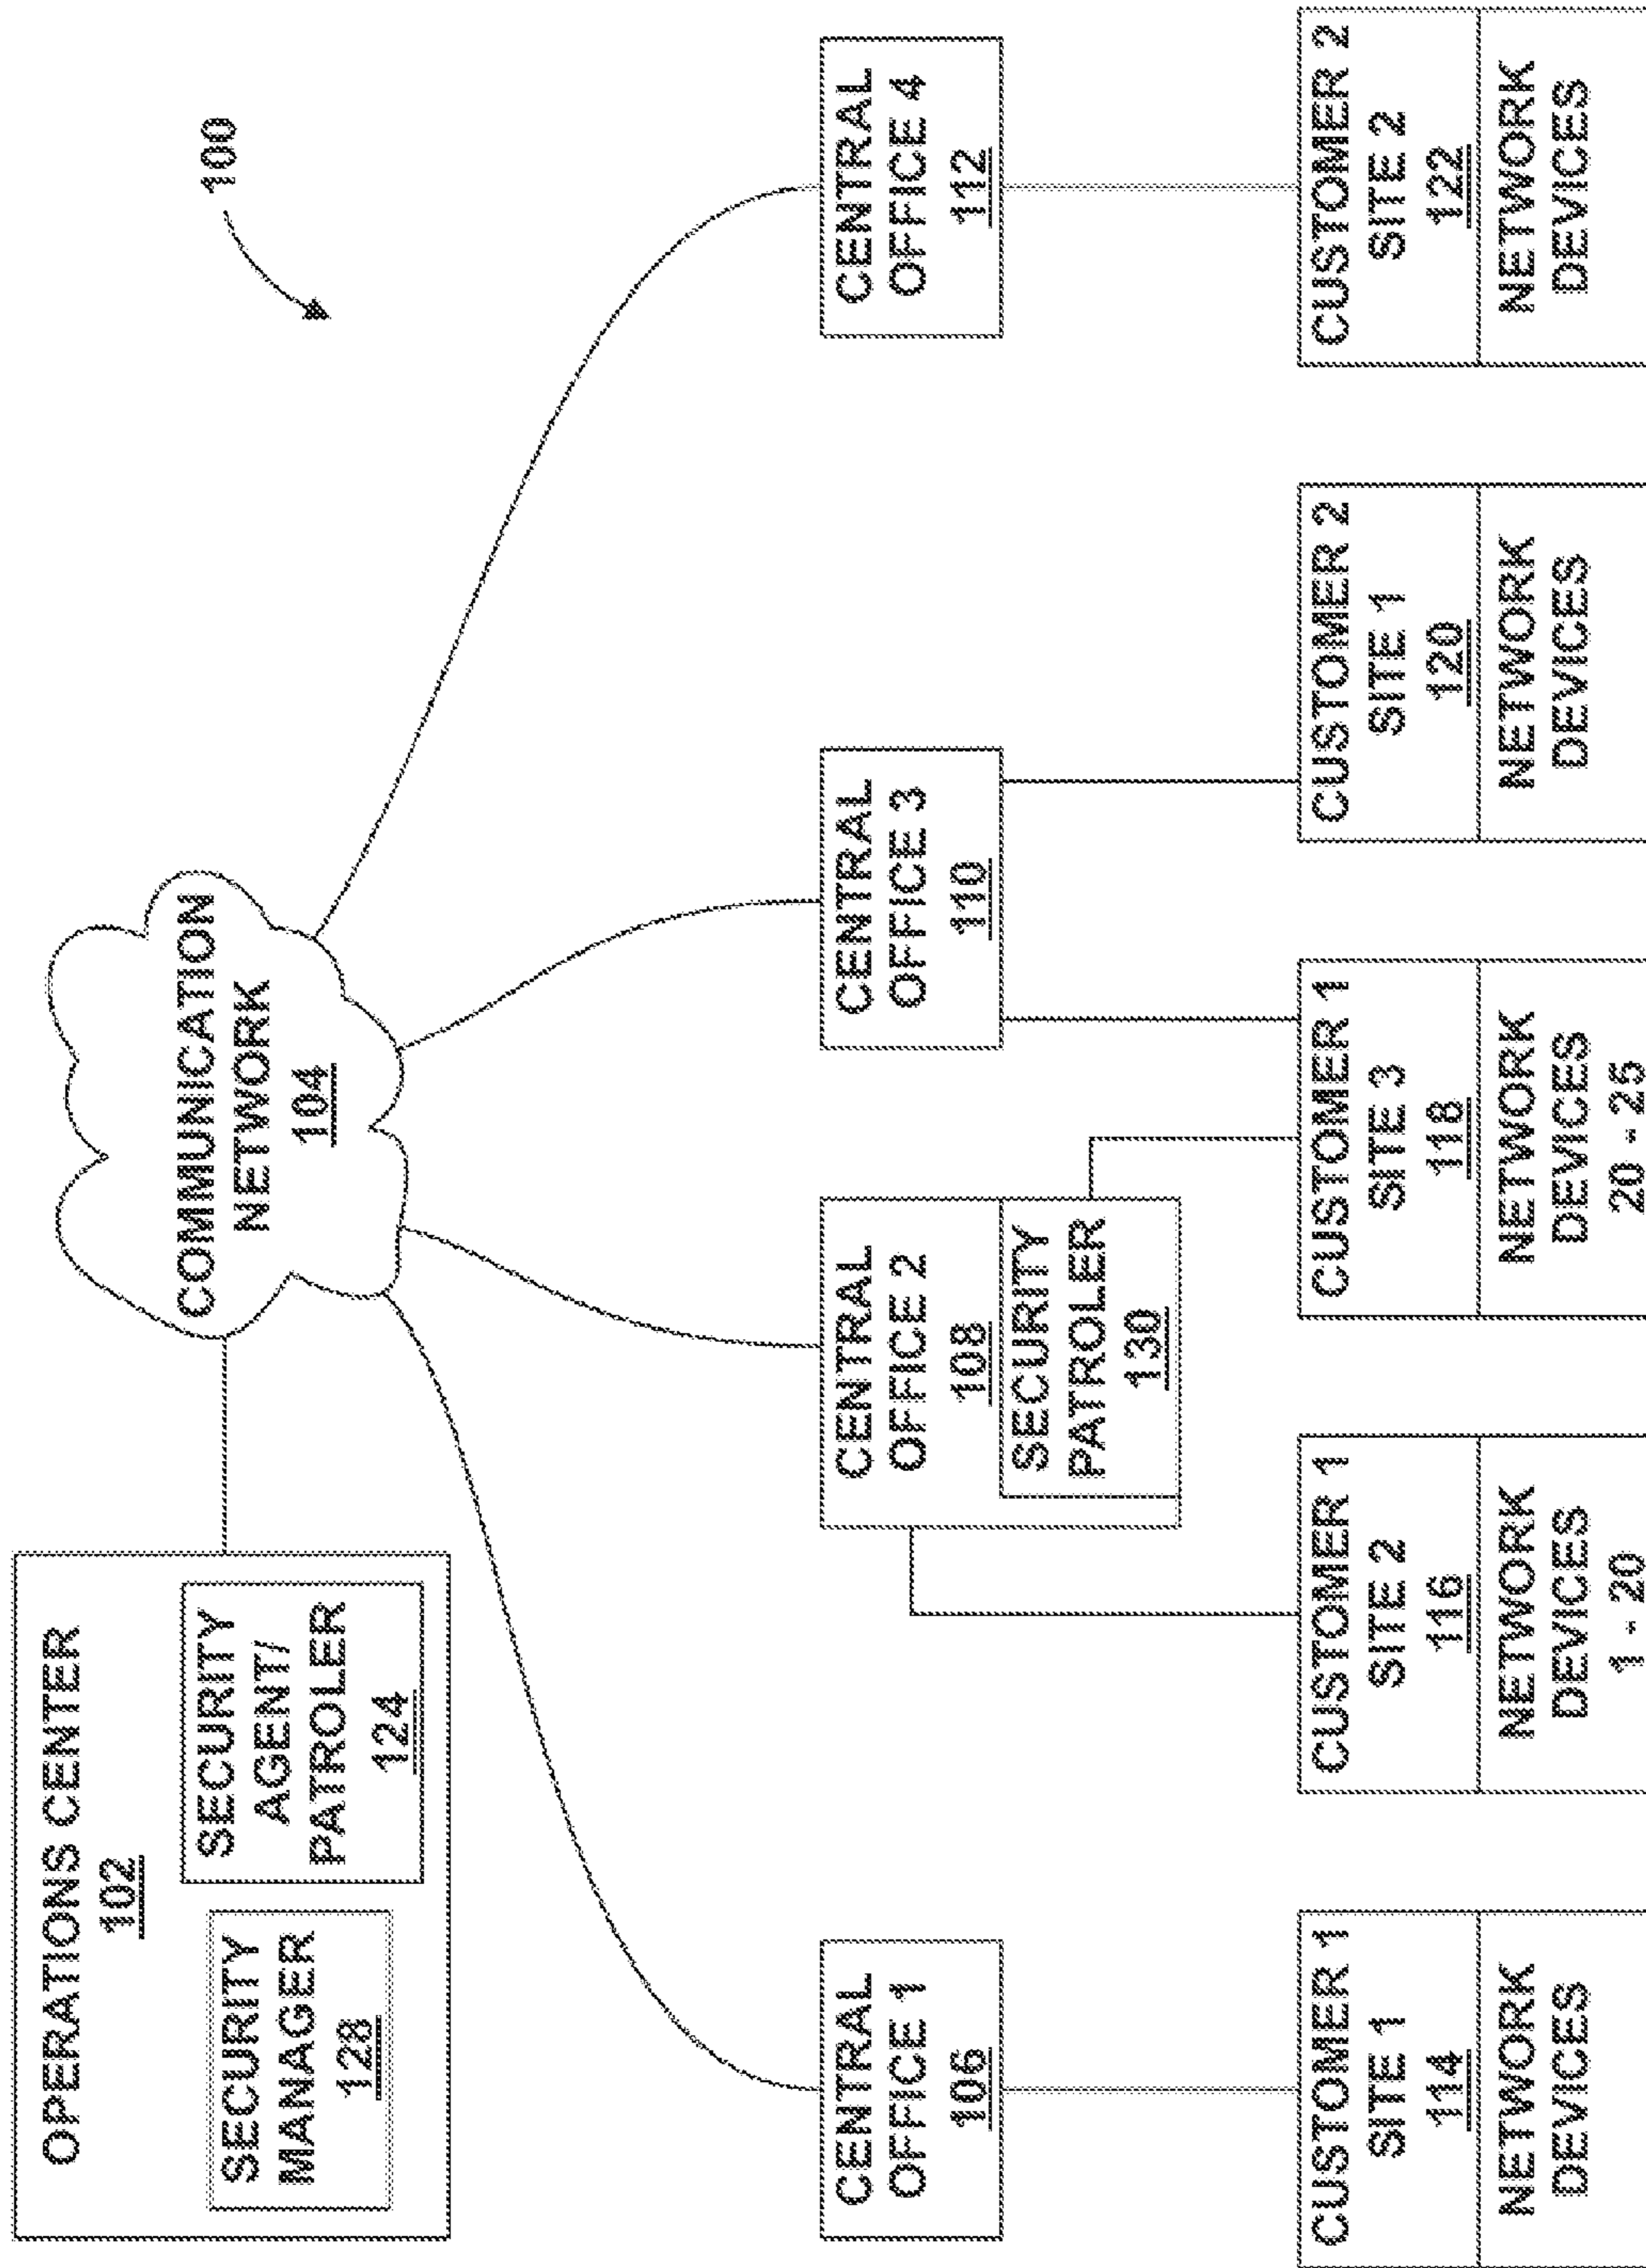 100
OPERATIONS CENTER
102
SECURITY
MANAGER
128
SECURITY
AGENT/
PATROLER
124
COMMUNICATION
NETWORK
104
CENTRAL
OFFICE 1
106
CENTRAL
OFFICE 2
108
SECURITY
PATROLER
130
CENTRAL
OFFICE 3
110
CENTRAL
OFFICE 4
112
CUSTOMER 1
SITE 1
114
NETWORK
DEVICES
CUSTOMER 1
SITE 2
116
NETWORK
DEVICES
1 - 20
CUSTOMER 1
SITE 3
118
NETWORK
DEVICES
20 - 25
CUSTOMER 2
SITE 1
120
NETWORK
DEVICES
CUSTOMER 2
SITE 2
122
NETWORK
DEVICES